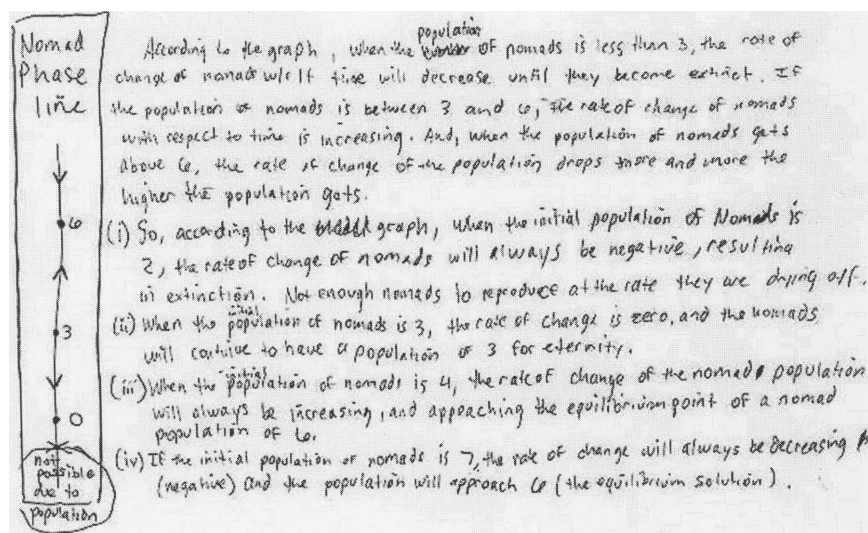 Nomad
Phase
line
6
3
0
not
possible
due to
population
population
According to the graph, when the of nomads is less than 3, the rate of
change of nomads w/r/t time will decrease until they become extinct. If
the population of nomads is between 3 and 6, the rate of change of nomads
with respect to time is increasing. And, when the population of nomads gets
above 6, the rate of change of the population drops more and more the
higher the population gets.
(i) So, according to the graph, when the initial population of Nomads is
2, the rate of change of nomads will always be negative, resulting
in extinction. Not enough nomads to reproduce at the rate they are dying off.
initial
(ii) When the population of nomads is 3, the rate of change is zero, and the nomads
will continue to have a population of 3 for eternity.
initial
(iii) When the population of nomads is 4, the rate of change of the nomad population
will always be increasing, and approaching the equilibrium point of a nomad
population of 6.
(iv) If the initial population of nomads is 7, the rate of change will always be decreasing
(negative) and the population will approach 6 (the equilibrium solution).